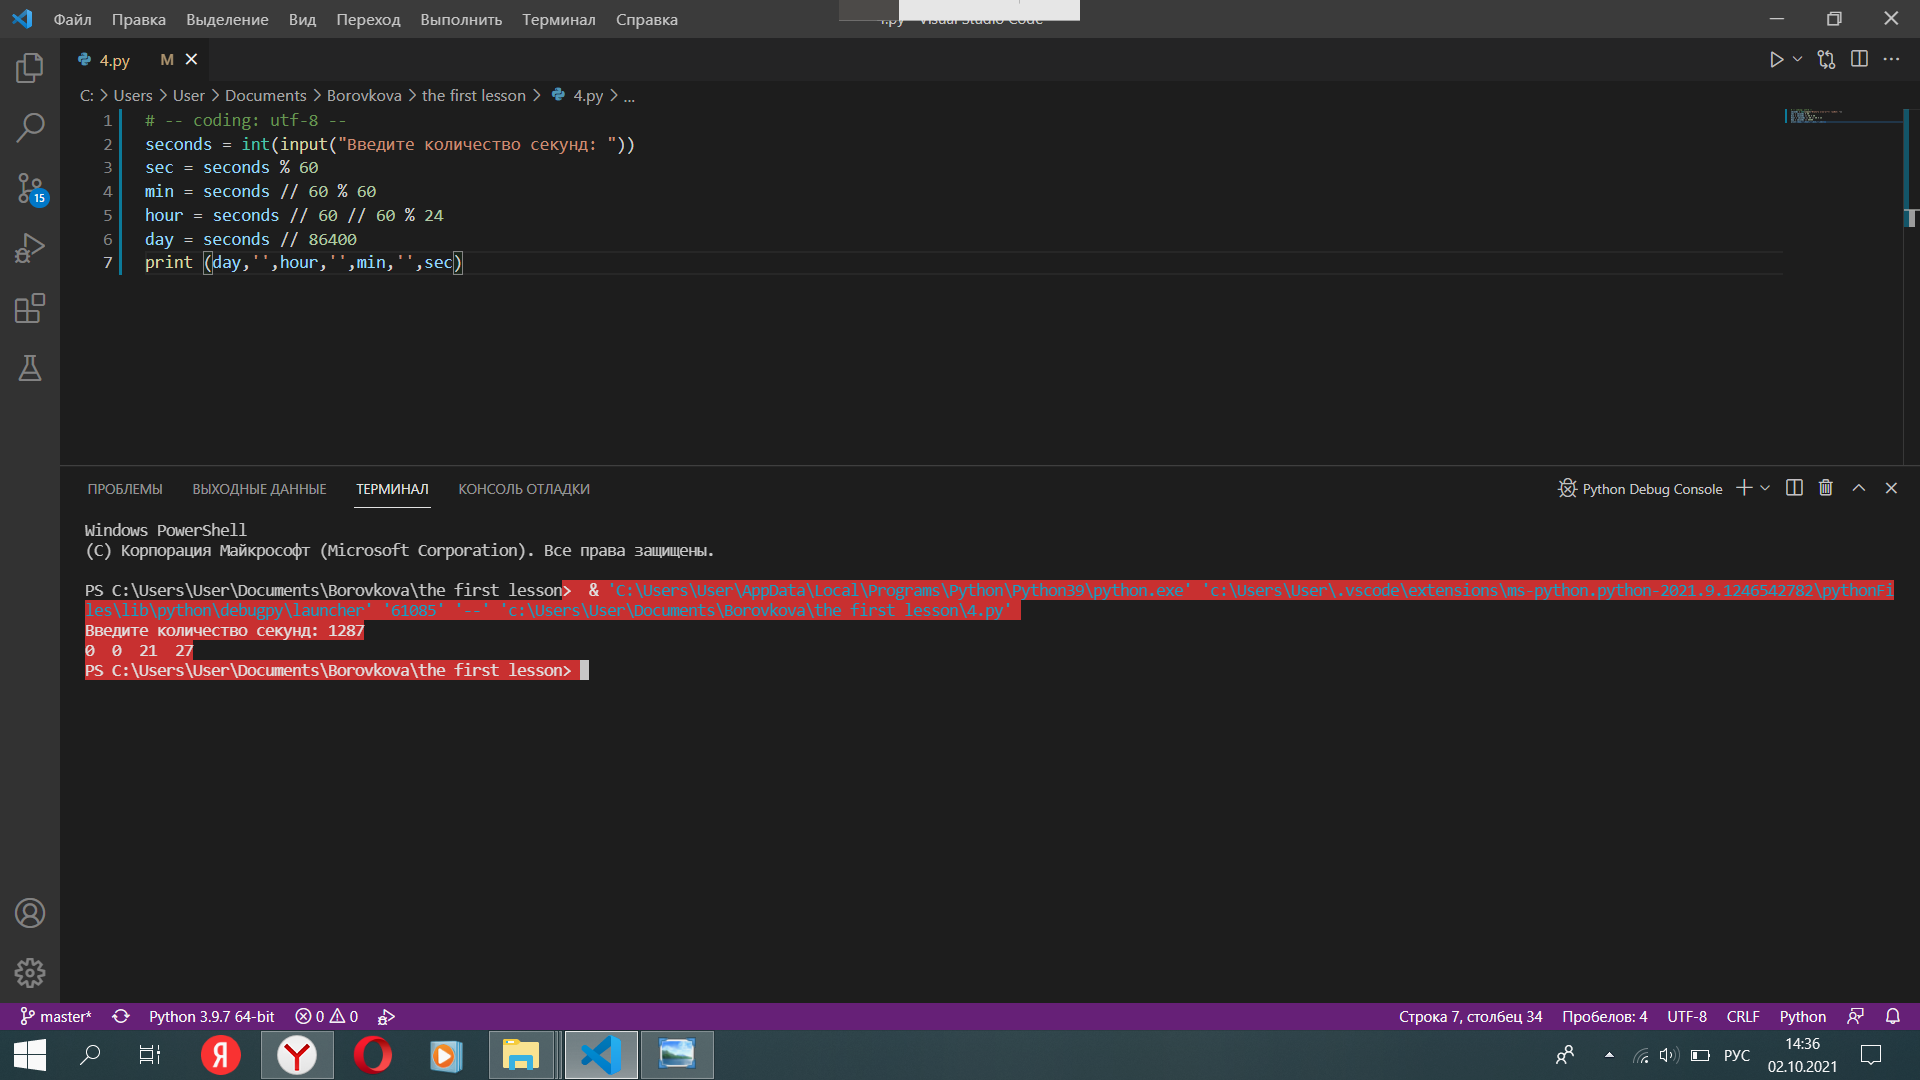 Файл Правка Выделение Вид Переход Выполнить Терминал Справка
4.py M
C: > Users > User > Documents > Borovkova > the first lesson > 4.py > ...
1 # -- coding: utf-8 --
2 seconds = int(input("Введите количество секунд: "))
3 sec = seconds % 60
4 min = seconds // 60 % 60
5 hour = seconds // 60 // 60 % 24
6 day = seconds // 86400
7 print (day,'',hour,'',min,'',sec)
15
ПРОБЛЕМЫ ВЫХОДНЫЕ ДАННЫЕ ТЕРМИНАЛ КОНСОЛЬ ОТЛАДКИ Python Debug Console
Windows PowerShell
(C) Корпорация Майкрософт (Microsoft Corporation). Все права защищены.
PS C:\Users\User\Documents\Borovkova\the first lesson>  & 'C:\Users\User\AppData\Local\Programs\Python\Python39\python.exe' 'c:\Users\User\.vscode\extensions\ms-python.python-2021.9.1246542782\pythonFi
les\lib\python\debugpy\launcher' '61085' '--' 'c:\Users\User\Documents\Borovkova\the first lesson\4.py'
Введите количество секунд: 1287
0  0  21  27
PS C:\Users\User\Documents\Borovkova\the first lesson>
master* Python 3.9.7 64-bit 0 0 Строка 7, столбец 34 Пробелов: 4 UTF-8 CRLF Python
РУС 14:36
02.10.2021